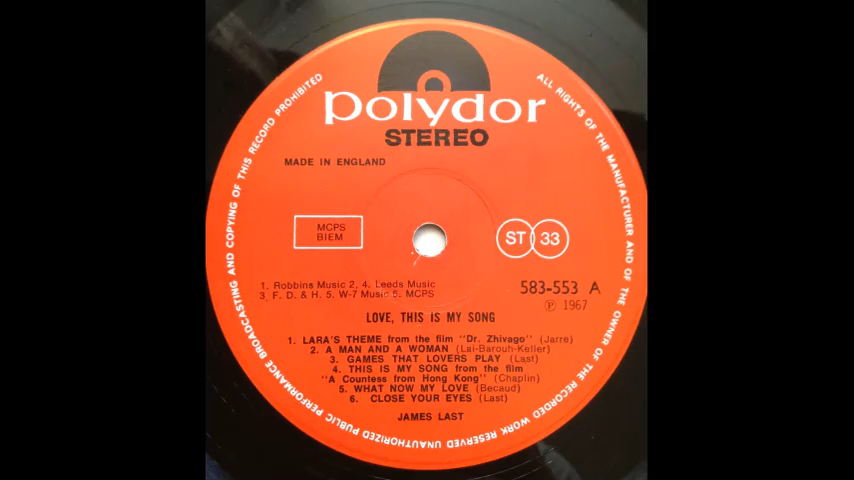 polydor
STEREO
MADE IN ENGLAND
MCPS
BIEM
ST 33
1. Robbins Music 2, 4. Leeds Music
3, F. D. & H. 5. W-7 Music 6. MCPS
583-553 A
Ⓟ 1967
LOVE, THIS IS MY SONG
1. LARA'S THEME from the film "Dr. Zhivago" (Jarre)
2. A MAN AND A WOMAN (Lai-Barouh-Keller)
3. GAMES THAT LOVERS PLAY (Last)
4. THIS IS MY SONG from the film
"A Countess from Hong Kong" (Chaplin)
5. WHAT NOW MY LOVE (Becaud)
6. CLOSE YOUR EYES (Last)
JAMES LAST
ALL RIGHTS OF THE MANUFACTURER AND OF THE OWNER OF THE RECORDED WORK RESERVED UNAUTHORIZED PUBLIC PERFORMANCE BROADCASTING AND COPYING OF THIS RECORD PROHIBITED